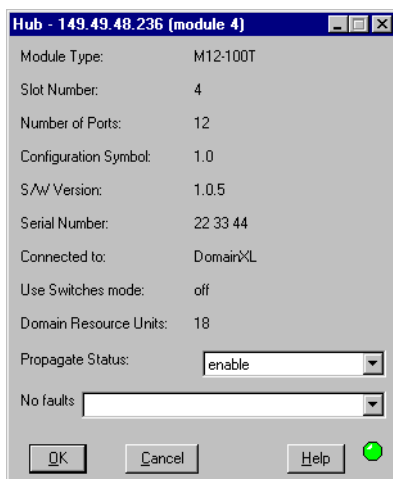 Hub - 149.49.48.236 (module 4)
Module Type: M12-100T
Slot Number: 4
Number of Ports: 12
Configuration Symbol: 1.0
S/W Version: 1.0.5
Serial Number: 22 33 44
Connected to: DomainXL
Use Switches mode: off
Domain Resource Units: 18
Propagate Status: enable
No faults
OK Cancel Help